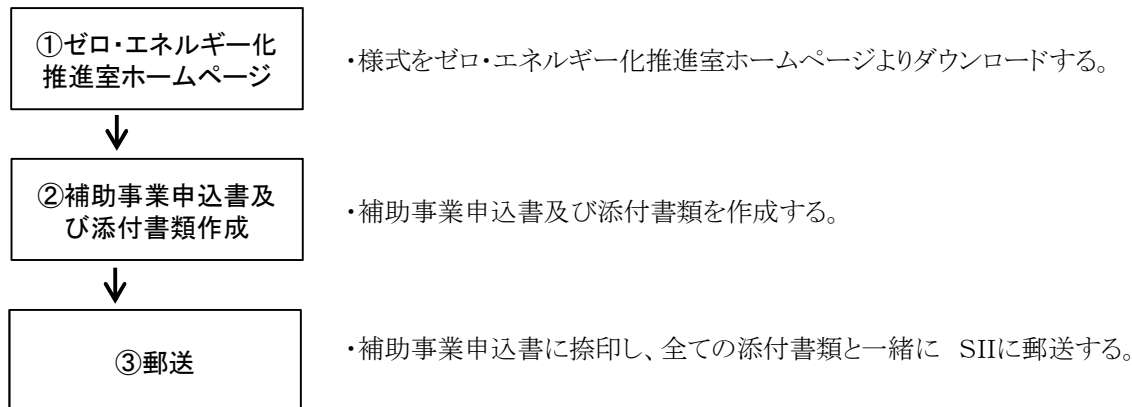 ①ゼロ・エネルギー化
推進室ホームページ
・様式をゼロ・エネルギー化推進室ホームページよりダウンロードする。
②補助事業申込書及
び添付書類作成
・補助事業申込書及び添付書類を作成する。
③郵送
・補助事業申込書に捺印し、全ての添付書類と一緒に　SIIに郵送する。